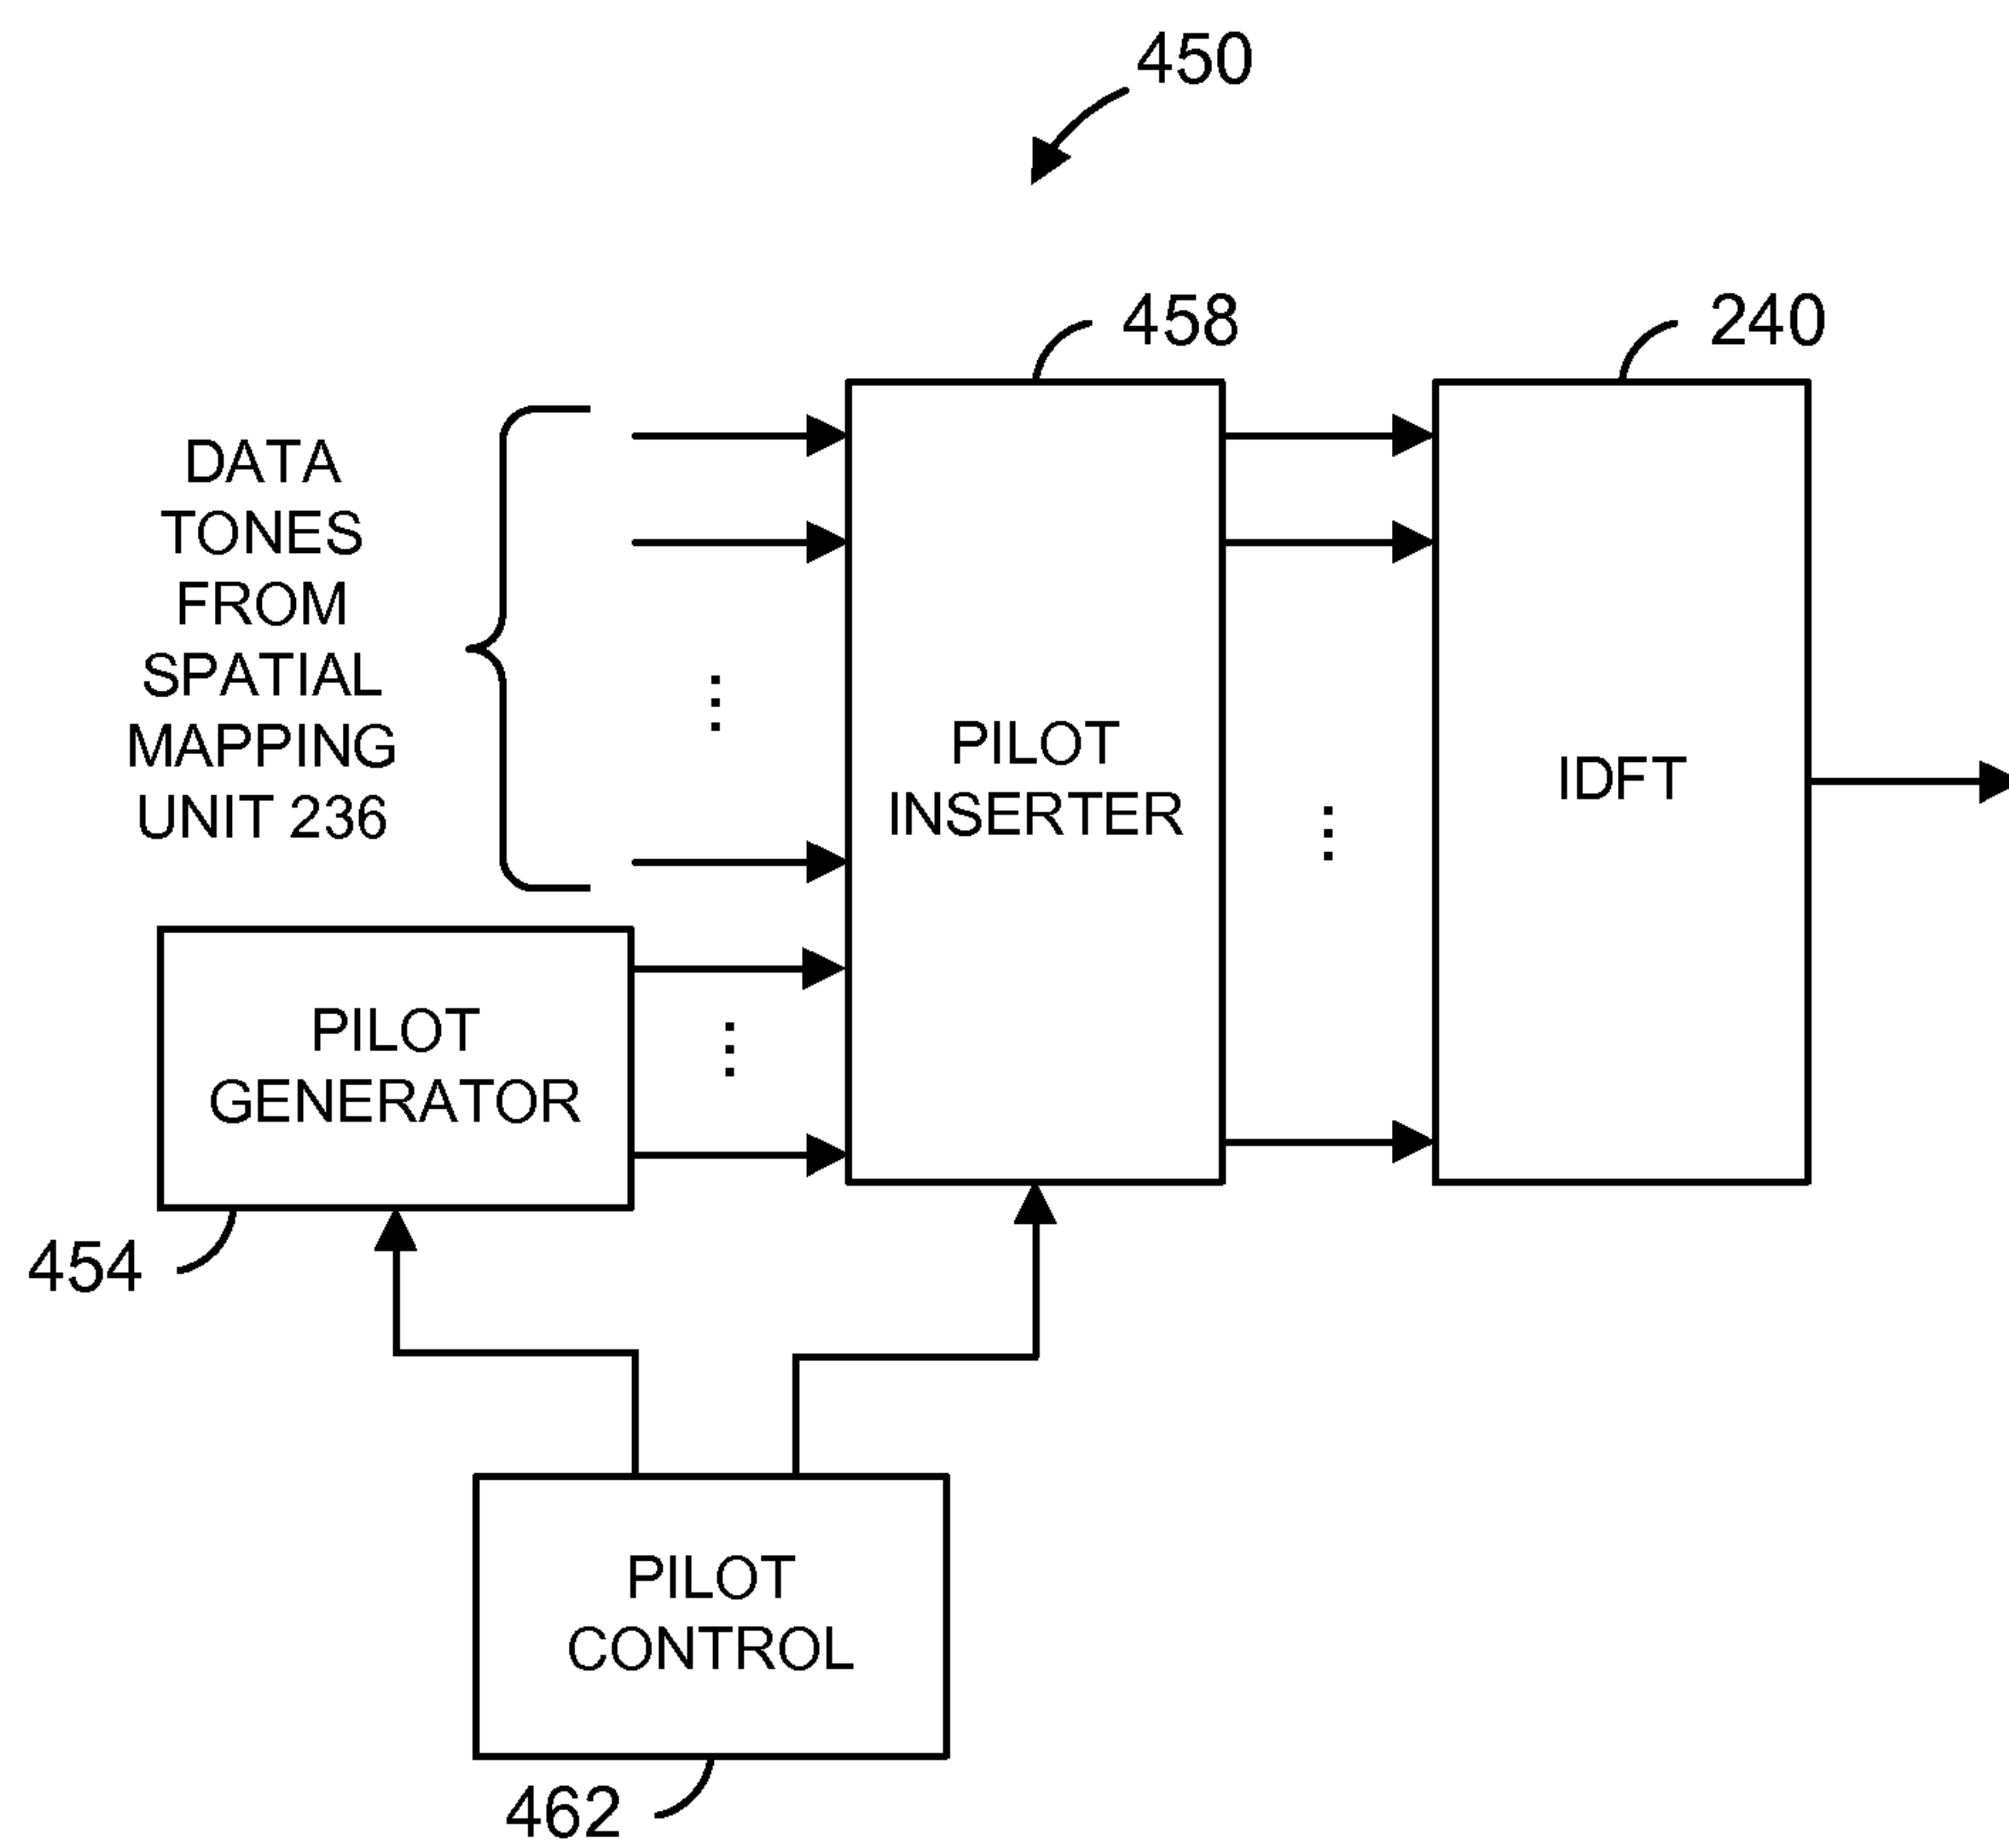 450
458
240
DATA
TONES
FROM
SPATIAL
MAPPING
UNIT 236
PILOT
INSERTER
IDFT
PILOT
GENERATOR
454
PILOT
CONTROL
462